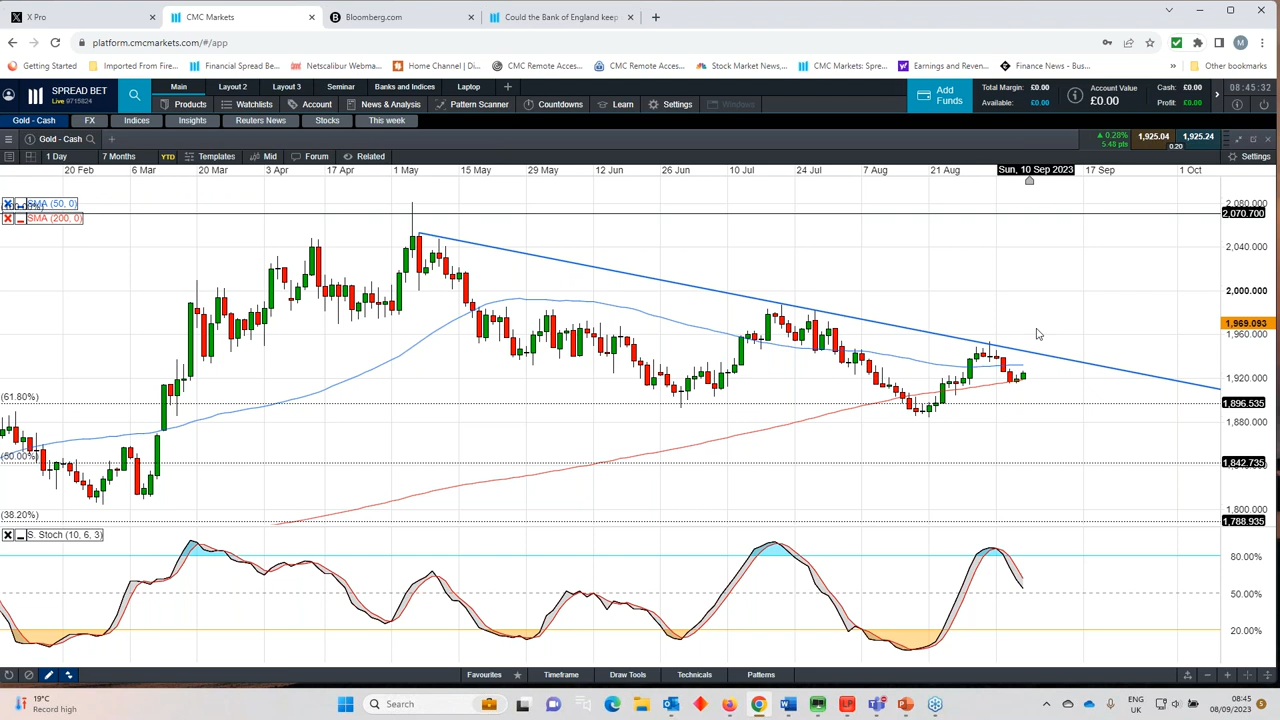 X Pro
CMC Markets
Bloomberg.com
Could the Bank of England keep
platform.cmcmarkets.com/#/app
M
Getting Started
Imported From Fire...
Financial Spread Be...
Netscalibur Webma...
Home Channel | Di...
CMC Remote Acces...
CMC Remote Acces...
Stock Market News,...
CMC Markets: Spre...
Earnings and Reven...
Finance News - Bus...
»
Other bookmarks
SPREAD BET
Live 9715824
Main
Layout 2
Layout 3
Seminar
Banks and Indices
Laptop
Products
Watchlists
Account
News & Analysis
Pattern Scanner
Countdowns
Learn
Settings
Windows
Add Funds
Total Margin: £0.00
Available: £0.00
Account Value
£0.00
Cash: £0.00
Profit: £0.00
08:45:32
Gold - Cash
FX
Indices
Insights
Reuters News
Stocks
This week
1 Gold - Cash
0.28%
5.48 pts
1,925.04
1,925.24
0.20
1 Day
7 Months
YTD
Templates
Mid
Forum
Related
Settings
20 Feb
6 Mar
20 Mar
3 Apr
17 Apr
1 May
15 May
29 May
12 Jun
26 Jun
10 Jul
24 Jul
7 Aug
21 Aug
Sun, 10 Sep 2023
17 Sep
1 Oct
SMA (50, 0)
SMA (200, 0)
2,080.000
2,070.700
2,040.000
2,000.000
1,969.093
1,960.000
1,920.000
(61.80%)
1,896.535
1,880.000
(50.00%)
1,842.735
1,800.000
(38.20%)
1,788.935
S. Stoch (10, 6, 3)
80.00%
50.00%
20.00%
Favourites
Timeframe
Draw Tools
Technicals
Patterns
19°C
Record high
Search
LP
ENG
UK
08:45
08/09/2023